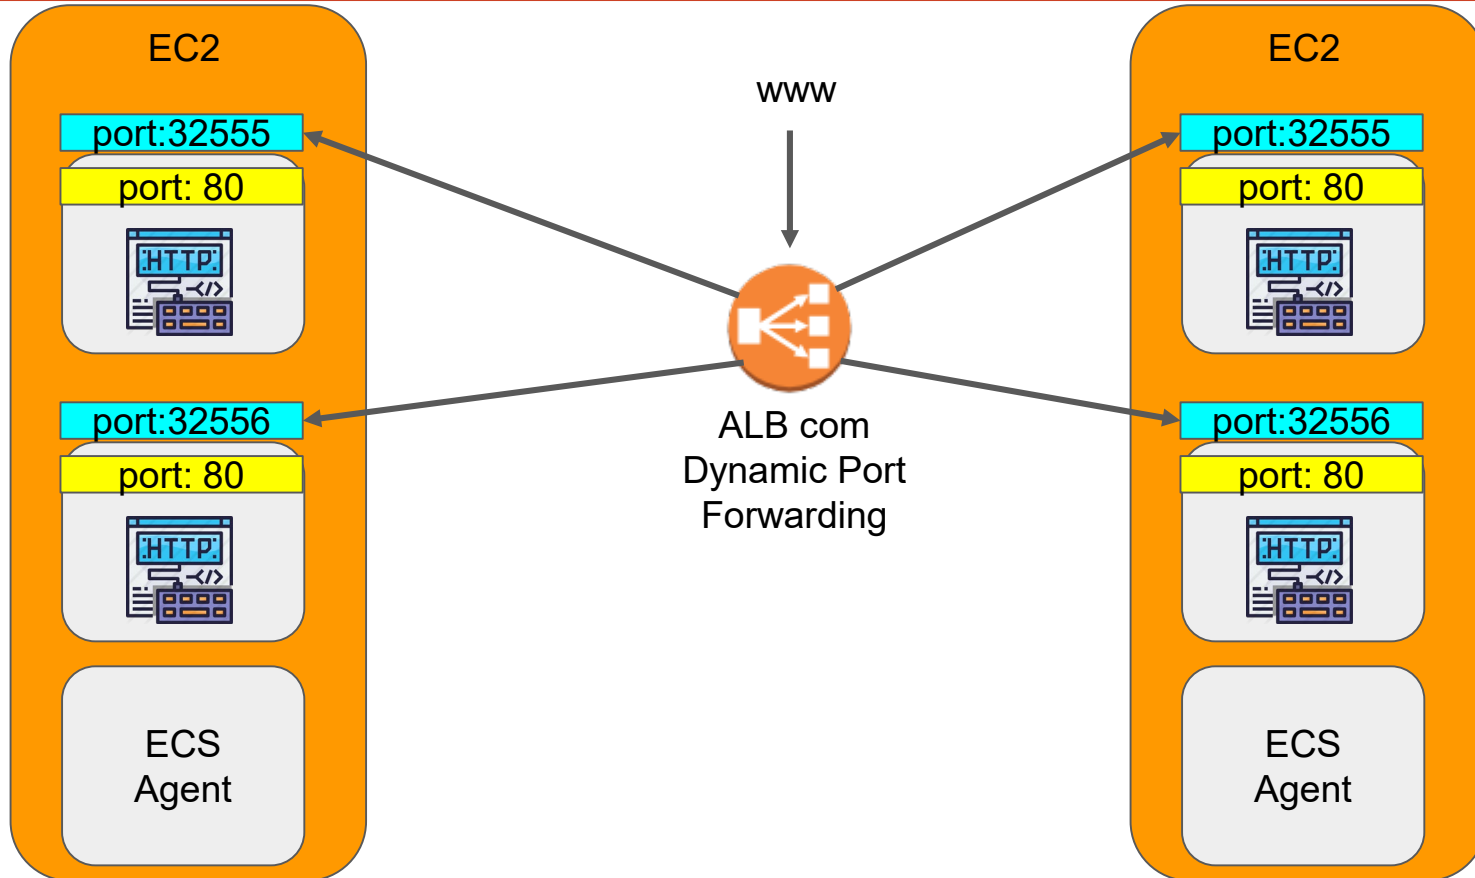 EC2
port:32555
port: 80
HTTP
port:32556
port: 80
HTTP
ECS
Agent
www
ALB com
Dynamic Port
Forwarding
EC2
port:32555
port: 80
HTTP
port:32556
port: 80
HTTP
ECS
Agent